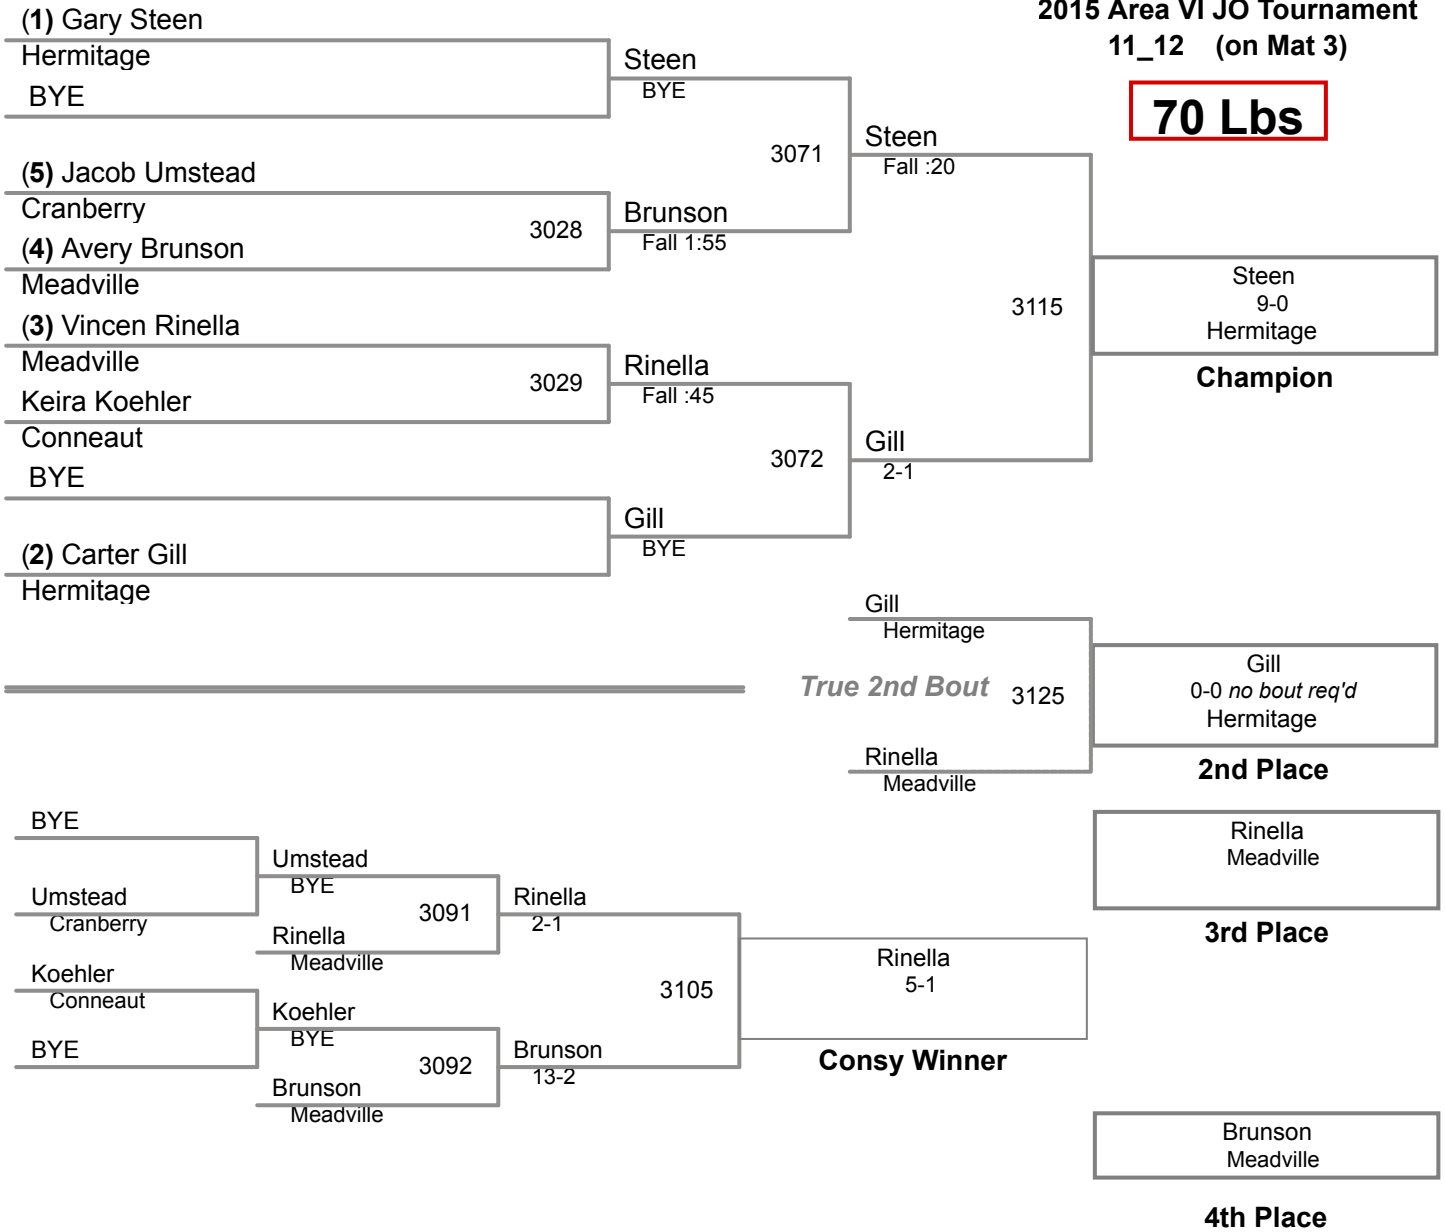 2015 Area VI JO Tournament
11_12 (on Mat 3)
70 Lbs
(1) Gary Steen
Hermitage
BYE
(5) Jacob Umstead
Cranberry
(4) Avery Brunson
Meadville
(3) Vincen Rinella
Meadville
Keira Koehler
Conneaut
BYE
(2) Carter Gill
Hermitage
3028
3029
Steen
BYE
Brunson
Fall 1:55
Rinella
Fall :45
Gill
BYE
3071
3072
Steen
Fall :20
Gill
2-1
3115
Steen
9-0
Hermitage
Champion
Gill
Hermitage
True 2nd Bout 3125
Rinella
Meadville
Gill
0-0 no bout req'd
Hermitage
2nd Place
Rinella
Meadville
3rd Place
BYE
Umstead
Cranberry
Koehler
Conneaut
BYE
Umstead
BYE
3091
Rinella
Meadville
Koehler
BYE
3092
Brunson
Meadville
Rinella
2-1
3105
Brunson
13-2
Rinella
5-1
Consy Winner
Brunson
Meadville
4th Place